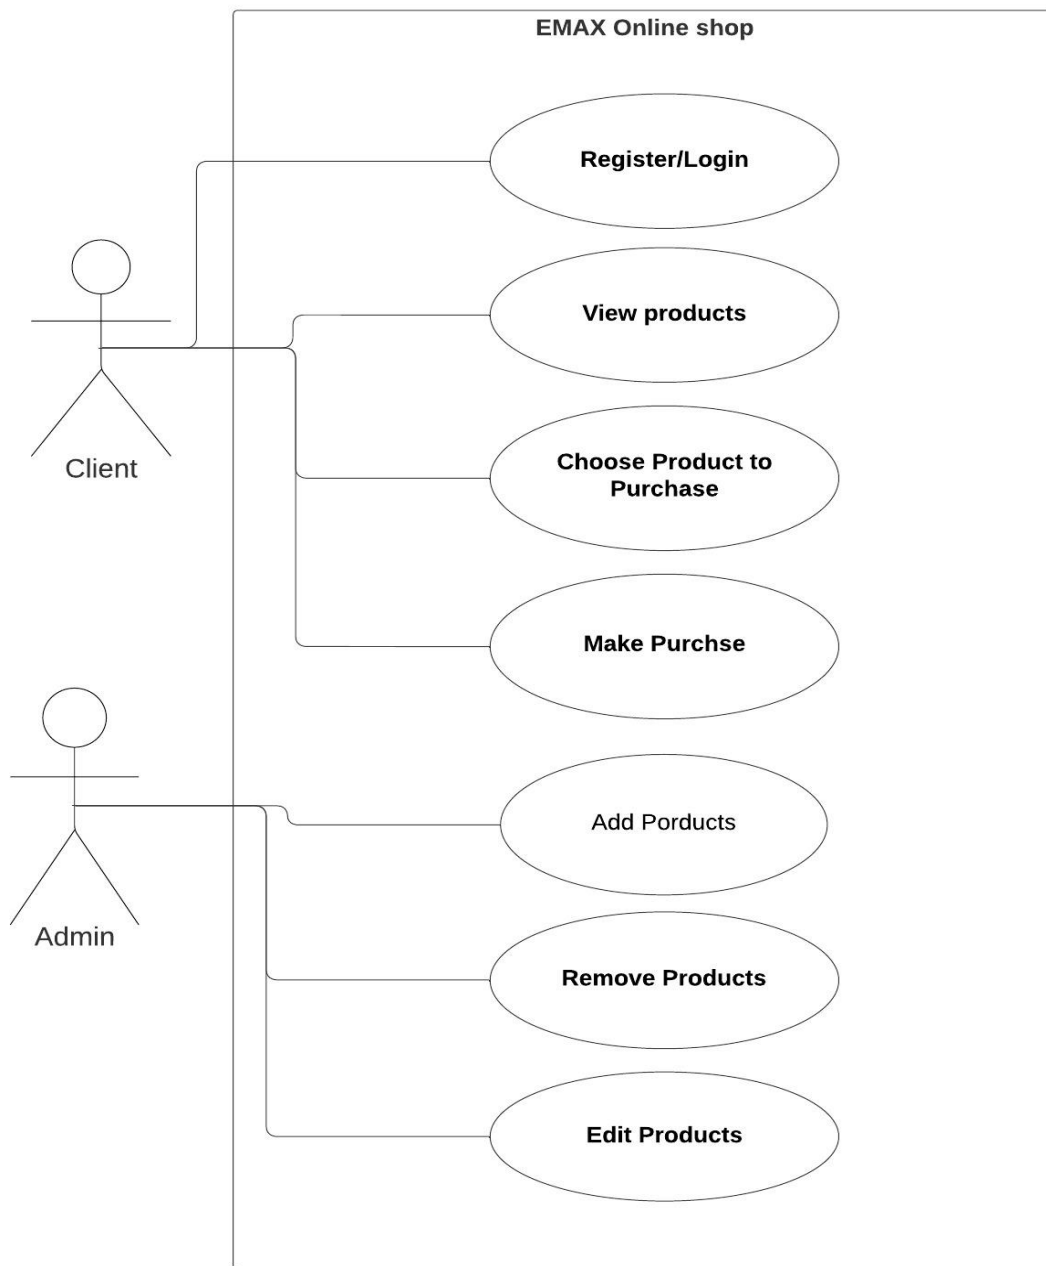 EMAX Online shop
Register/Login
View products
Client
Choose Product to
Purchase
Make Purchse
Add Porducts
Admin
Remove Products
Edit Products